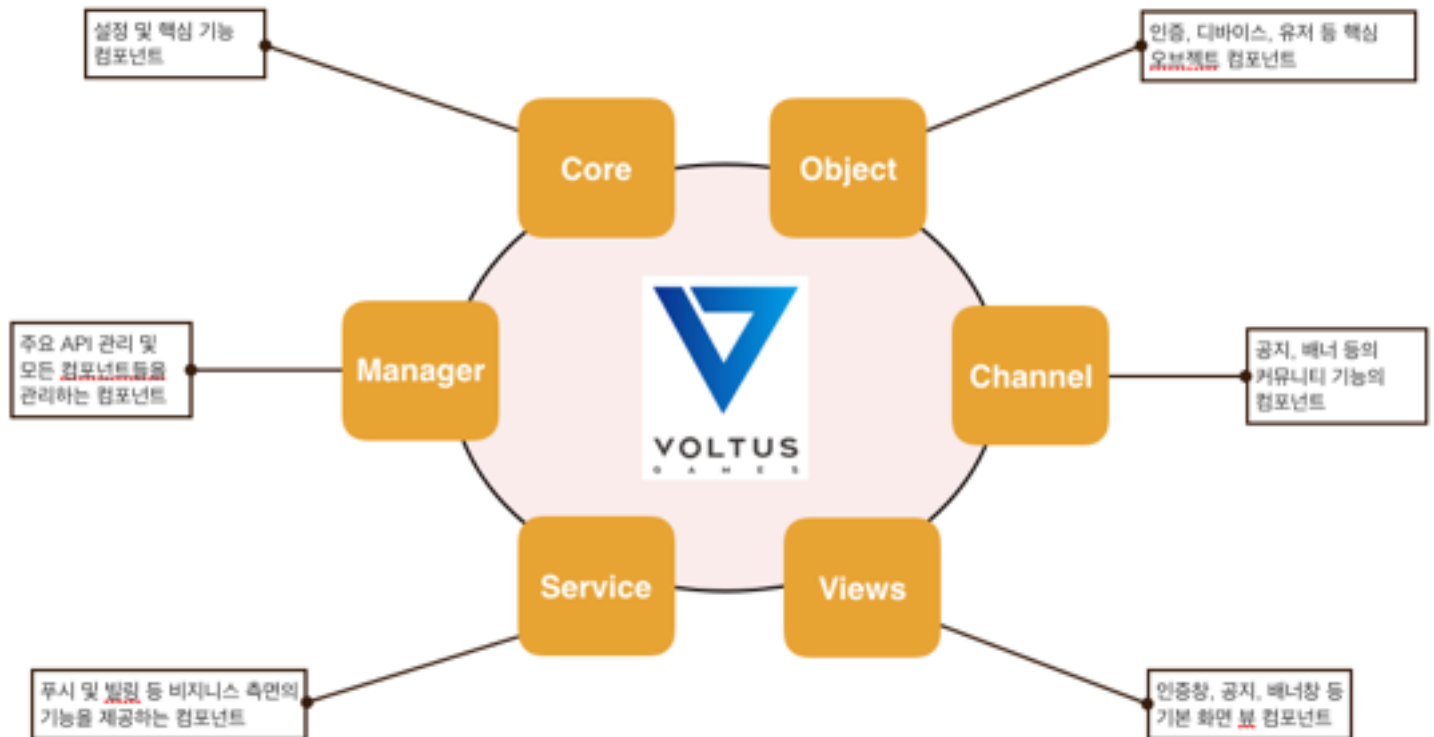 설정 및 핵심 기능
컴포넌트
인증, 디바이스, 유저 등 핵심
오브젝트 컴포넌트
Core
Object
주요 API 관리 및
모든 컴포넌트들을
관리하는 컴포넌트
Manager
VOLTUS
GAMES
Channel
공지, 배너 등의
커뮤니티 기능의
컴포넌트
Service
Views
푸시 및 빌링 등 비지니스 측면의
기능을 제공하는 컴포넌트
인증창, 공지, 배너창 등
기본 화면 뷰 컴포넌트